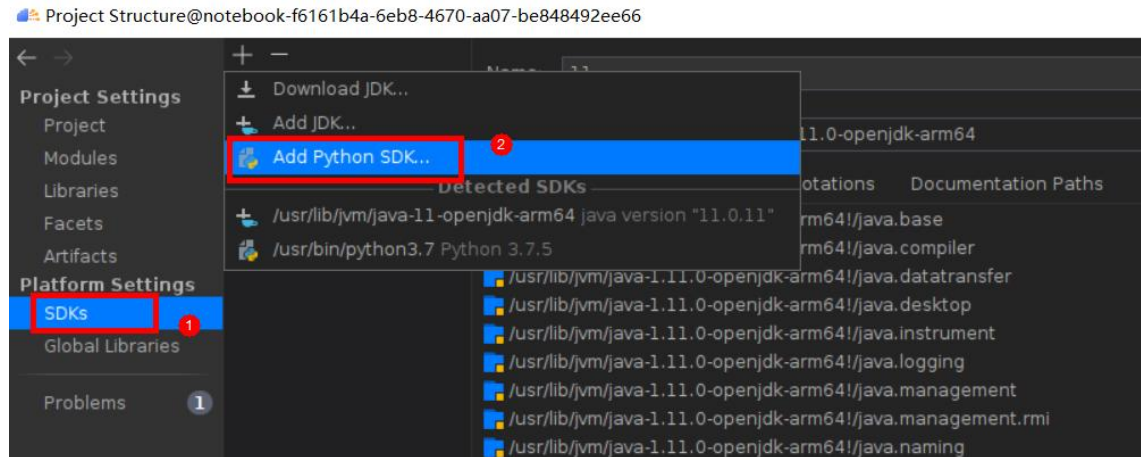 Project Structure@notebook-f6161b4a-6eb8-4670-aa07-be848492ee66
Project Settings
Project
Modules
Libraries
Facets
Artifacts
Platform Settings
SDKs
1
Global Libraries
Problems 1
Download JDK...
Add JDK...
Add Python SDK...
2
Detected SDKs
/usr/lib/jvm/java-11-openjdk-arm64 java version "11.0.11"
/usr/bin/python3.7 Python 3.7.5
11.0-openjdk-arm64
otations Documentation Paths
rm64!/java.base
rm64!/java.compiler
/usr/lib/jvm/java-1.11.0-openjdk-arm64!/java.datatransfer
/usr/lib/jvm/java-1.11.0-openjdk-arm64!/java.desktop
/usr/lib/jvm/java-1.11.0-openjdk-arm64!/java.instrument
/usr/lib/jvm/java-1.11.0-openjdk-arm64!/java.logging
/usr/lib/jvm/java-1.11.0-openjdk-arm64!/java.management
/usr/lib/jvm/java-1.11.0-openjdk-arm64!/java.management.rmi
/usr/lib/jvm/java-1.11.0-openjdk-arm64!/java.naming